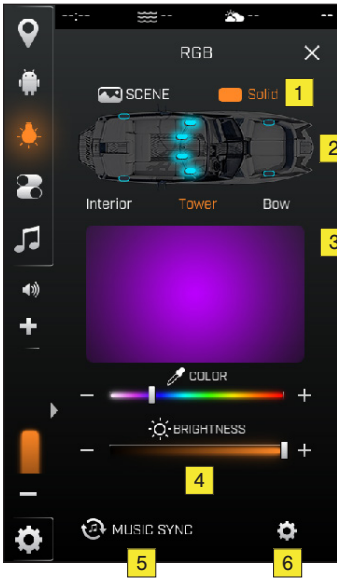 --:-- -- -- --
RGB
SCENE Solid 1
2
Interior Tower Bow
3
COLOR
BRIGHTNESS
4
MUSIC SYNC
5 6